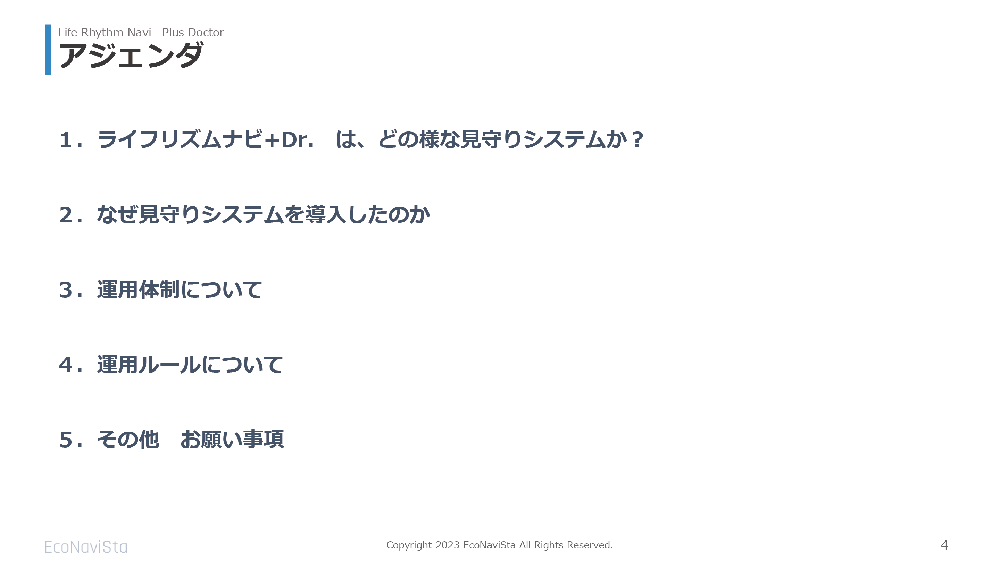 Life Rhythm Navi　Plus Doctor
アジェンダ
１．ライフリズムナビ+Dr.　は、どの様な見守りシステムか？
２．なぜ見守りシステムを導入したのか
３．運用体制について
４．運用ルールについて
５．その他　お願い事項
EcoNaviSta
Copyright 2023 EcoNaviSta All Rights Reserved.
4